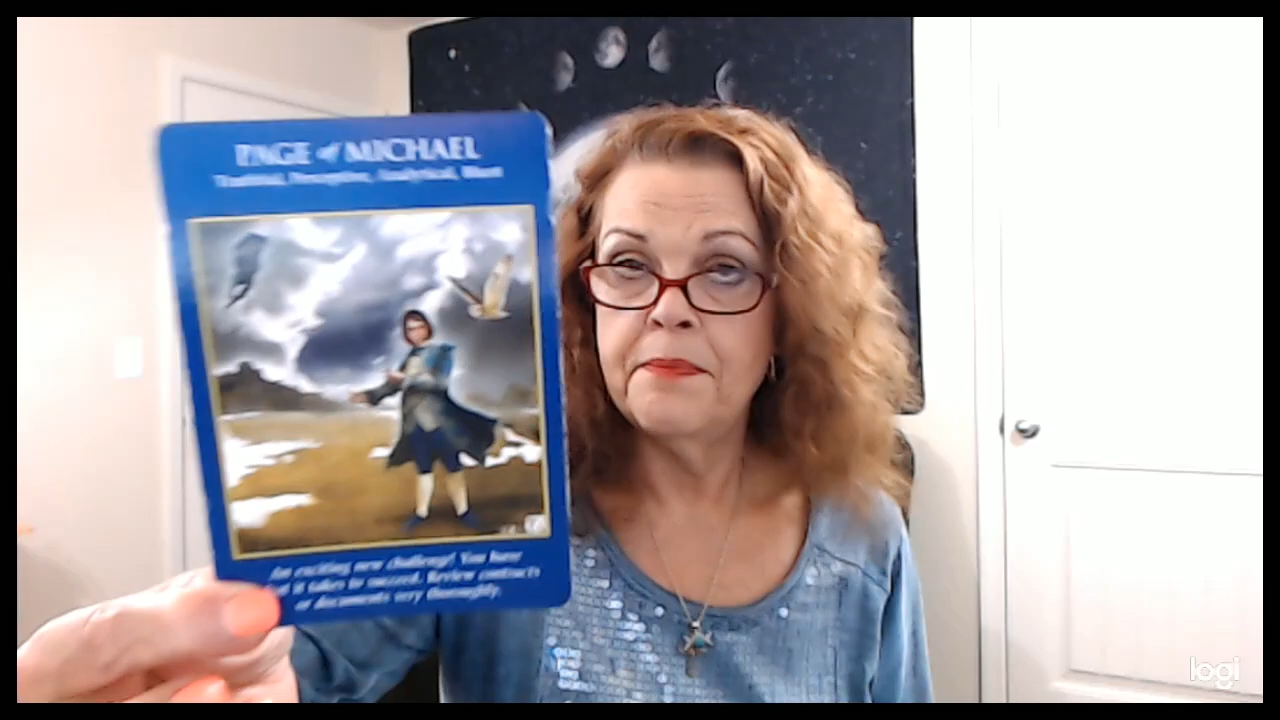 PAGE of MICHAEL
Truthful, Perceptive, Analytical, Blunt
An exciting new challenge! You have
it takes to succeed. Review contracts
or documents very thoroughly.
logi